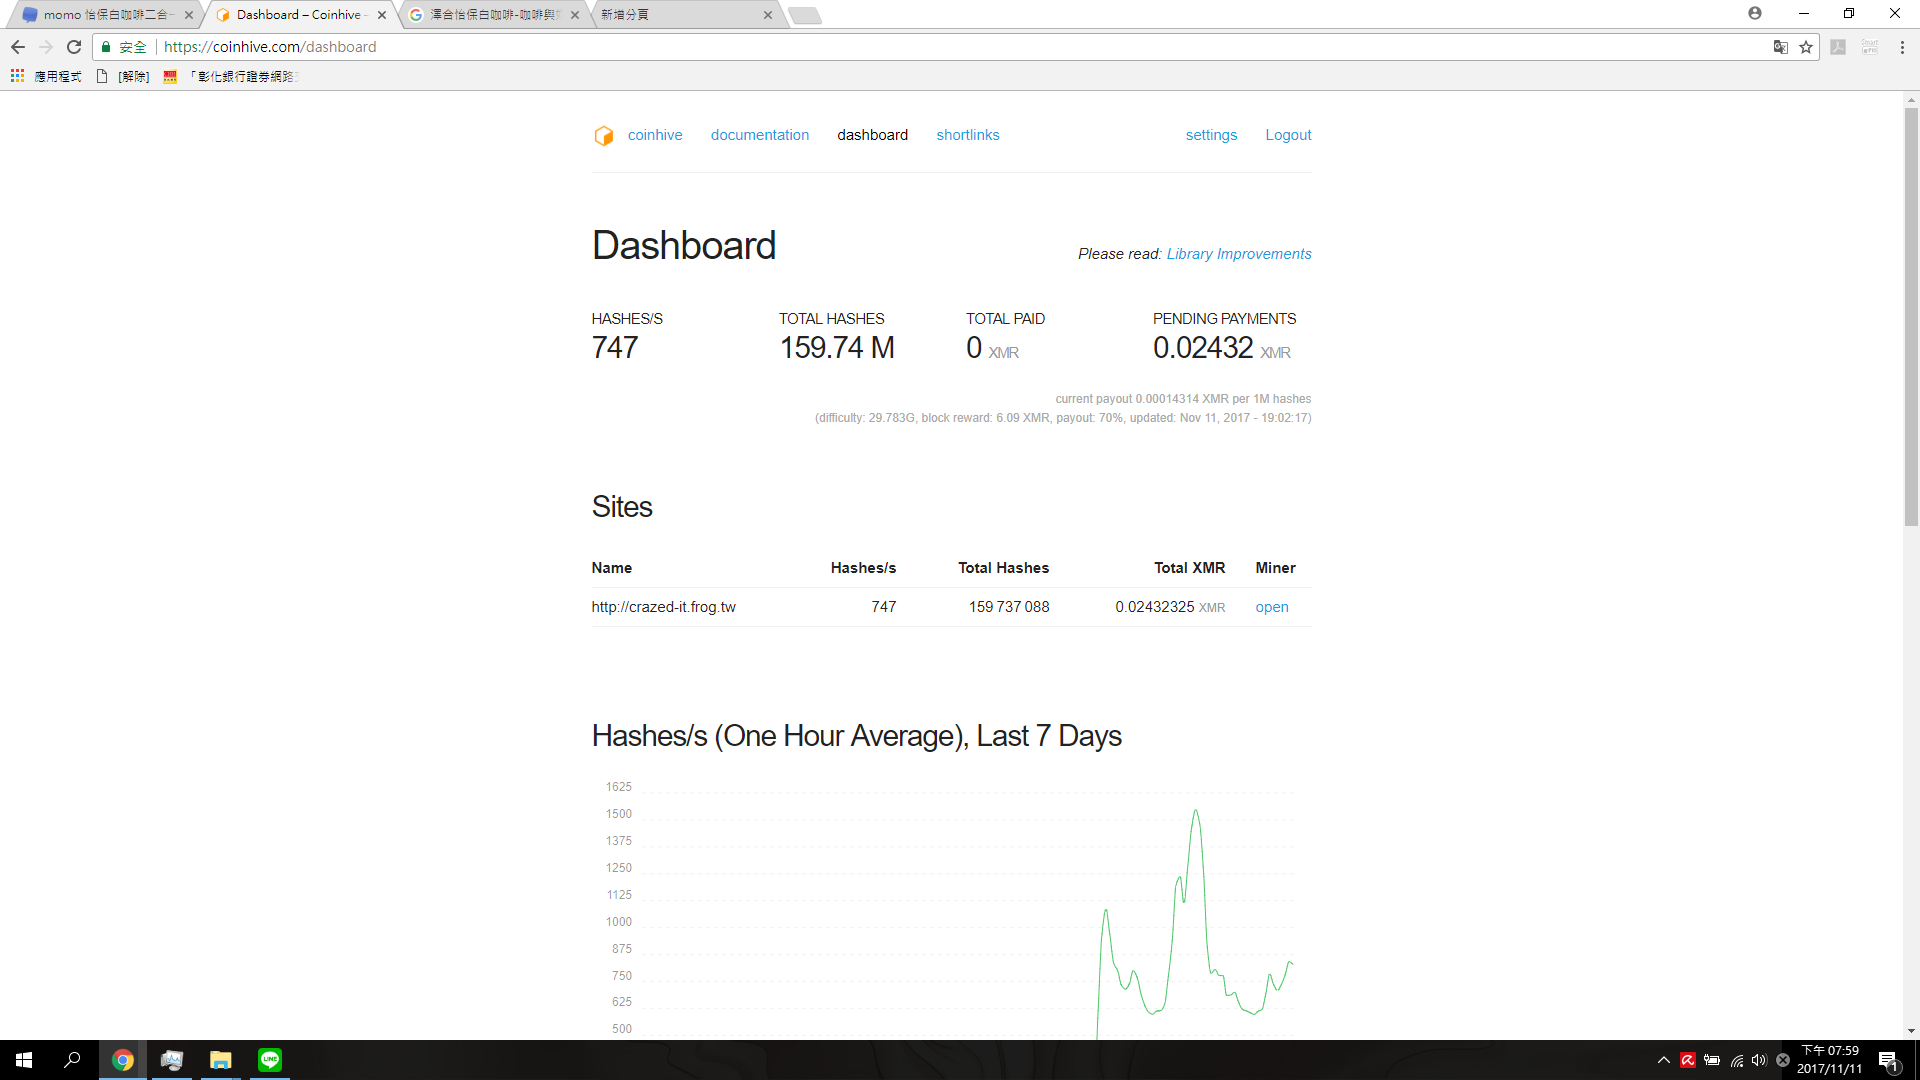 momo 怡保白咖啡二合一
Dashboard – Coinhive –
澤合怡保白咖啡-咖啡與
新增分頁
安全 https://coinhive.com/dashboard
應用程式 [解除] 「彰化銀行證券網路
coinhive documentation dashboard shortlinks settings Logout
Dashboard
Please read: Library Improvements
HASHES/S TOTAL HASHES TOTAL PAID PENDING PAYMENTS
747 159.74 M 0 XMR 0.02432 XMR
current payout 0.00014314 XMR per 1M hashes
(difficulty: 29.783G, block reward: 6.09 XMR, payout: 70%, updated: Nov 11, 2017 - 19:02:17)
Sites
Name Hashes/s Total Hashes Total XMR Miner
http://crazed-it.frog.tw 747 159 737 088 0.02432325 XMR open
Hashes/s (One Hour Average), Last 7 Days
1625
1500
1375
1250
1125
1000
875
750
625
500
LINE
下午 07:59
2017/11/11
1